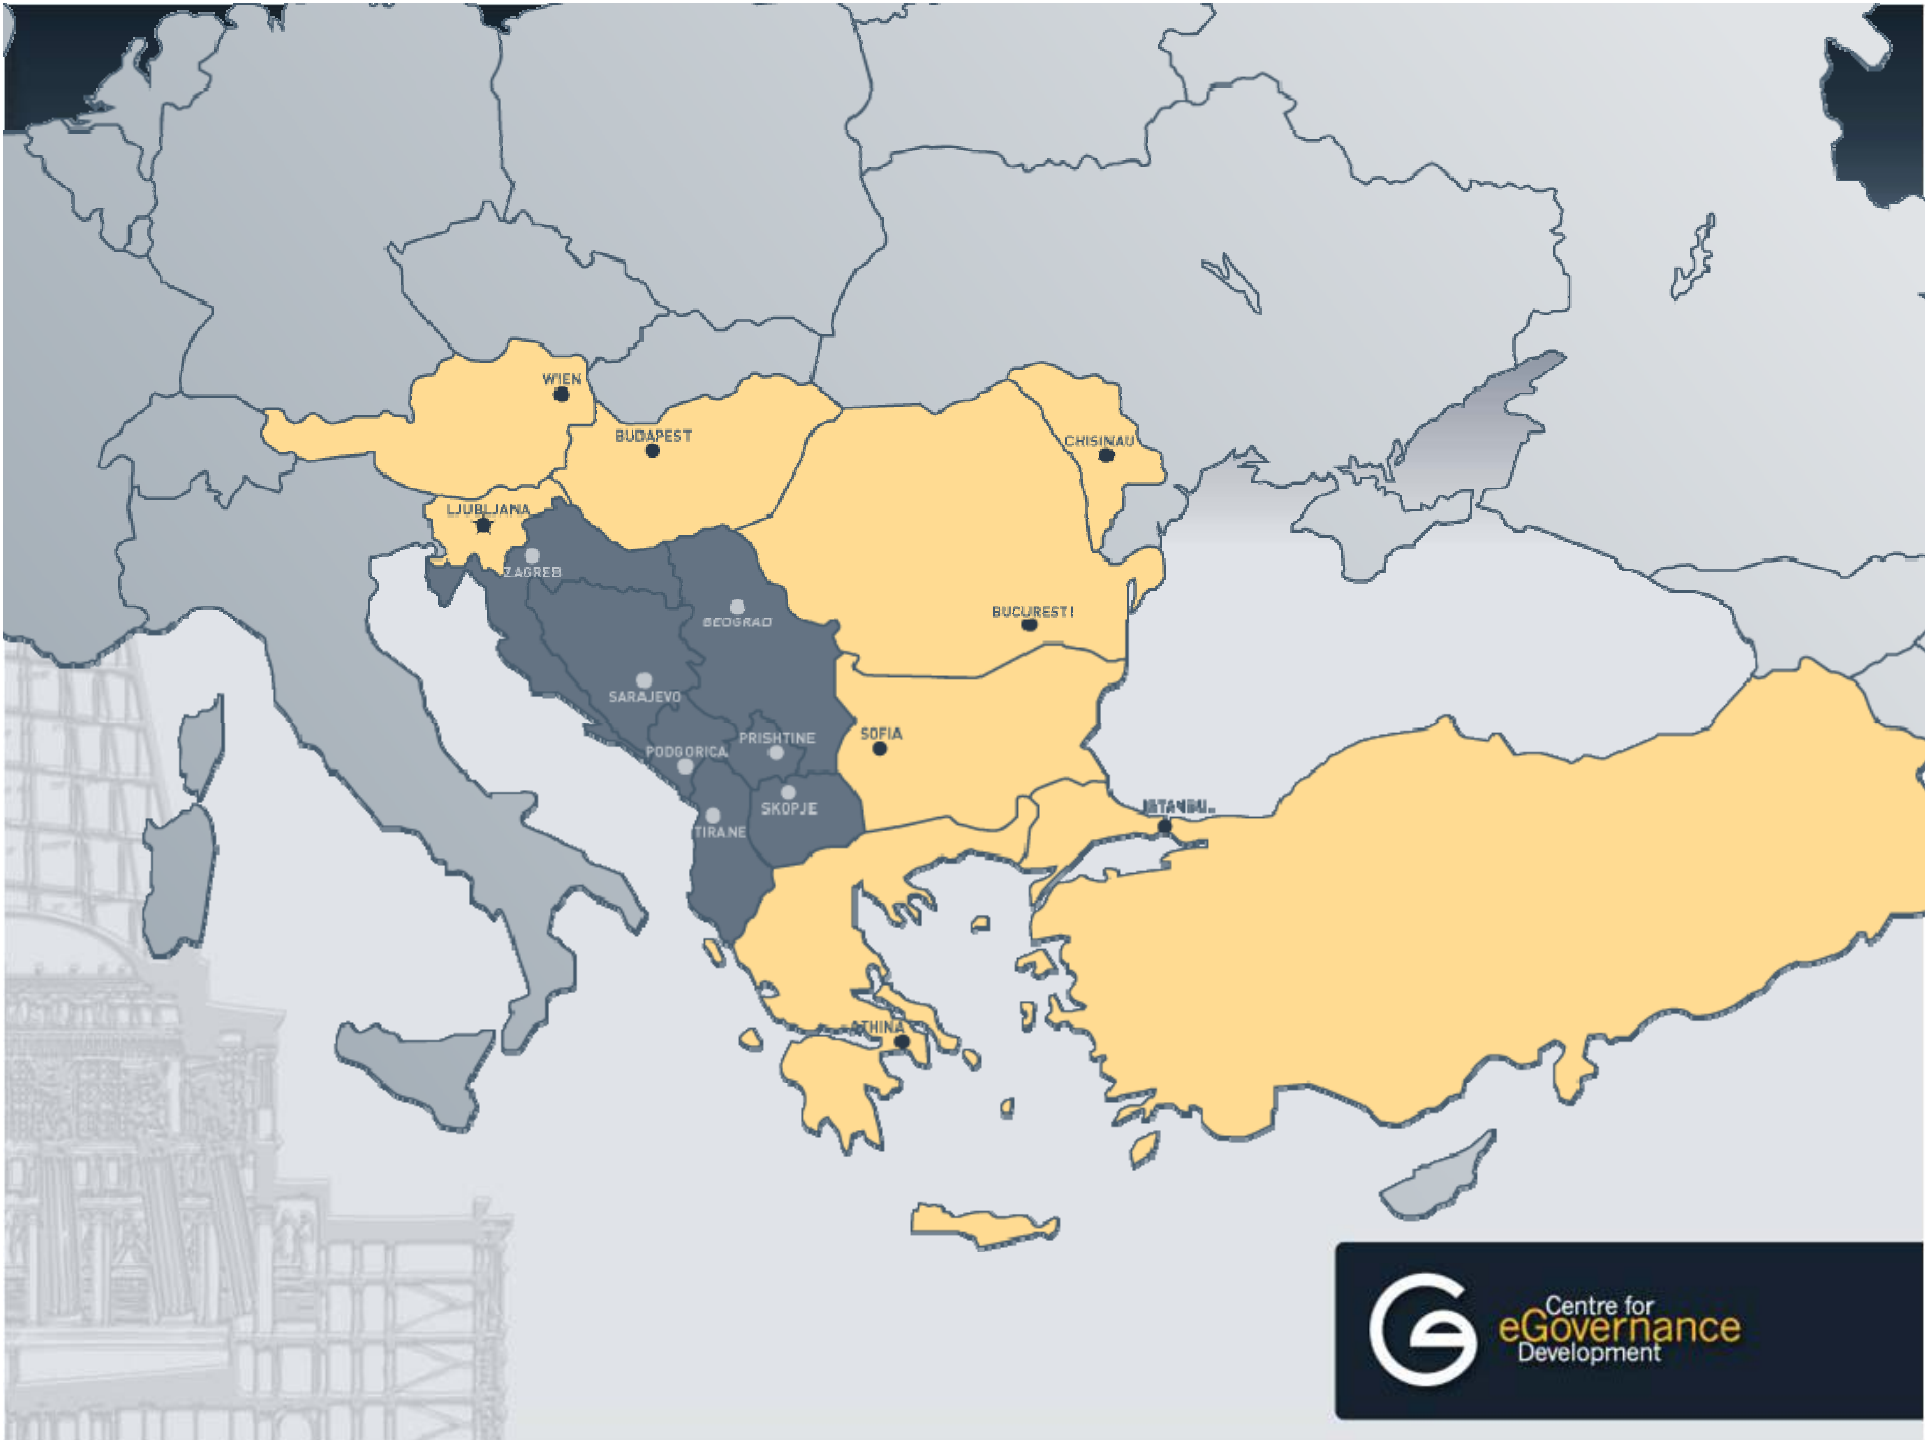 WIEN
BUDAPEST
CHISINAU
LJUBLJANA
ZAGREB
BEOGRAD
BUCURESTI
SARAJEVO
PRISHTINE
SOFIA
PODGORICA
SKOPJE
TIRANE
ATHINA
Centre for
eGovernance
Development